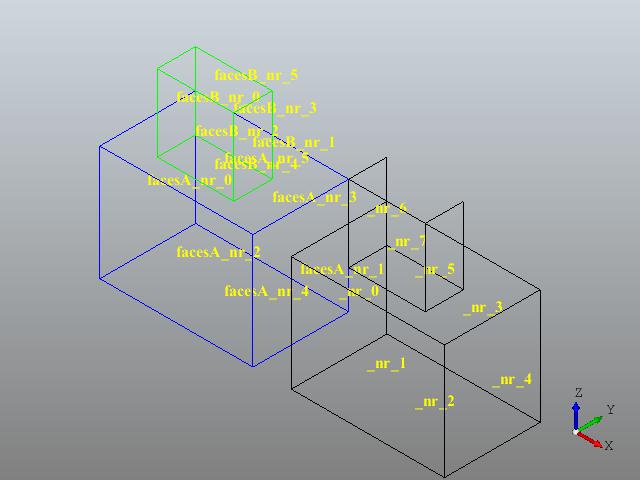 facesB_nr_5
facesB_nr_0
facesB_nr_3
facesB_nr_2
facesB_nr_1
facesA_nr_5
facesB_nr_4
facesA_nr_0
facesA_nr_3
_nr_6
_nr_7
facesA_nr_2
facesA_nr_1
_nr_5
facesA_nr_4
_nr_0
_nr_3
_nr_1
_nr_4
_nr_2
Z
Y
X